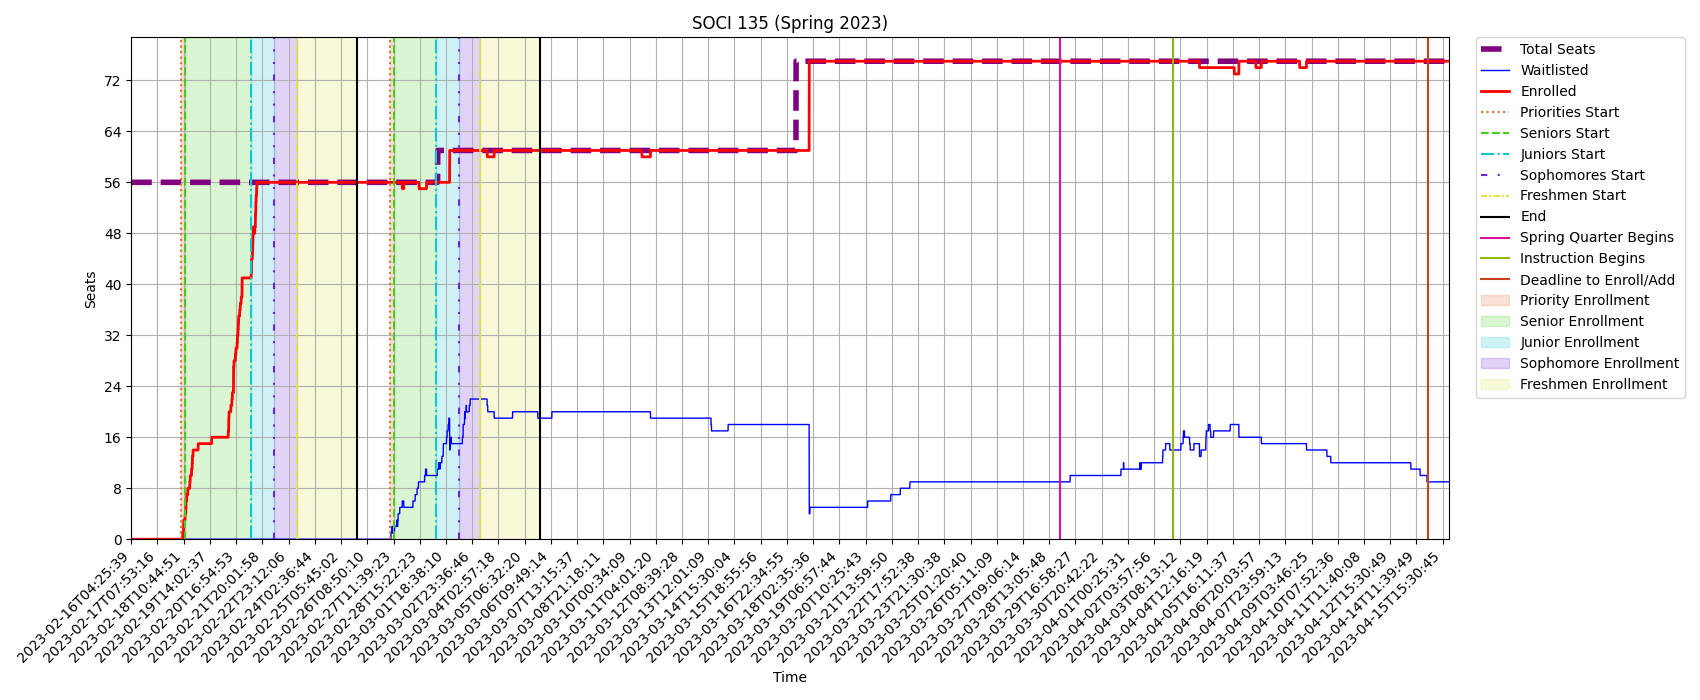 SOCI 135 (Spring 2023)
Seats
72
64
56
48
40
32
24
16
8
0
2023-02-16T04:25:39
2023-02-17T07:53:16
2023-02-18T10:44:51
2023-02-19T14:02:37
2023-02-20T16:54:53
2023-02-21T20:01:58
2023-02-22T23:12:06
2023-02-24T02:36:44
2023-02-25T05:45:02
2023-02-26T08:50:10
2023-02-27T11:39:23
2023-02-28T15:22:23
2023-03-01T18:38:10
2023-03-02T23:36:46
2023-03-04T02:57:18
2023-03-05T06:32:20
2023-03-06T09:49:14
2023-03-07T13:15:37
2023-03-08T21:18:11
2023-03-10T00:34:09
2023-03-11T04:01:20
2023-03-12T08:39:28
2023-03-13T12:01:09
2023-03-14T15:30:04
2023-03-15T18:55:56
2023-03-16T22:34:55
2023-03-18T02:35:36
2023-03-19T06:57:44
2023-03-20T10:25:43
2023-03-21T13:59:50
2023-03-22T17:52:38
2023-03-23T21:30:38
2023-03-25T01:20:40
2023-03-26T05:11:09
2023-03-27T09:06:14
2023-03-28T13:05:48
2023-03-29T16:58:27
2023-03-30T20:42:22
2023-04-01T00:25:31
2023-04-02T03:57:56
2023-04-03T08:13:12
2023-04-04T12:16:19
2023-04-05T16:11:37
2023-04-06T20:03:57
2023-04-07T23:59:13
2023-04-09T03:46:25
2023-04-10T07:52:36
2023-04-11T11:40:08
2023-04-12T15:30:49
2023-04-14T11:39:49
2023-04-15T15:30:45
Time
Total Seats
Waitlisted
Enrolled
Priorities Start
Seniors Start
Juniors Start
Sophomores Start
Freshmen Start
End
Spring Quarter Begins
Instruction Begins
Deadline to Enroll/Add
Priority Enrollment
Senior Enrollment
Junior Enrollment
Sophomore Enrollment
Freshmen Enrollment